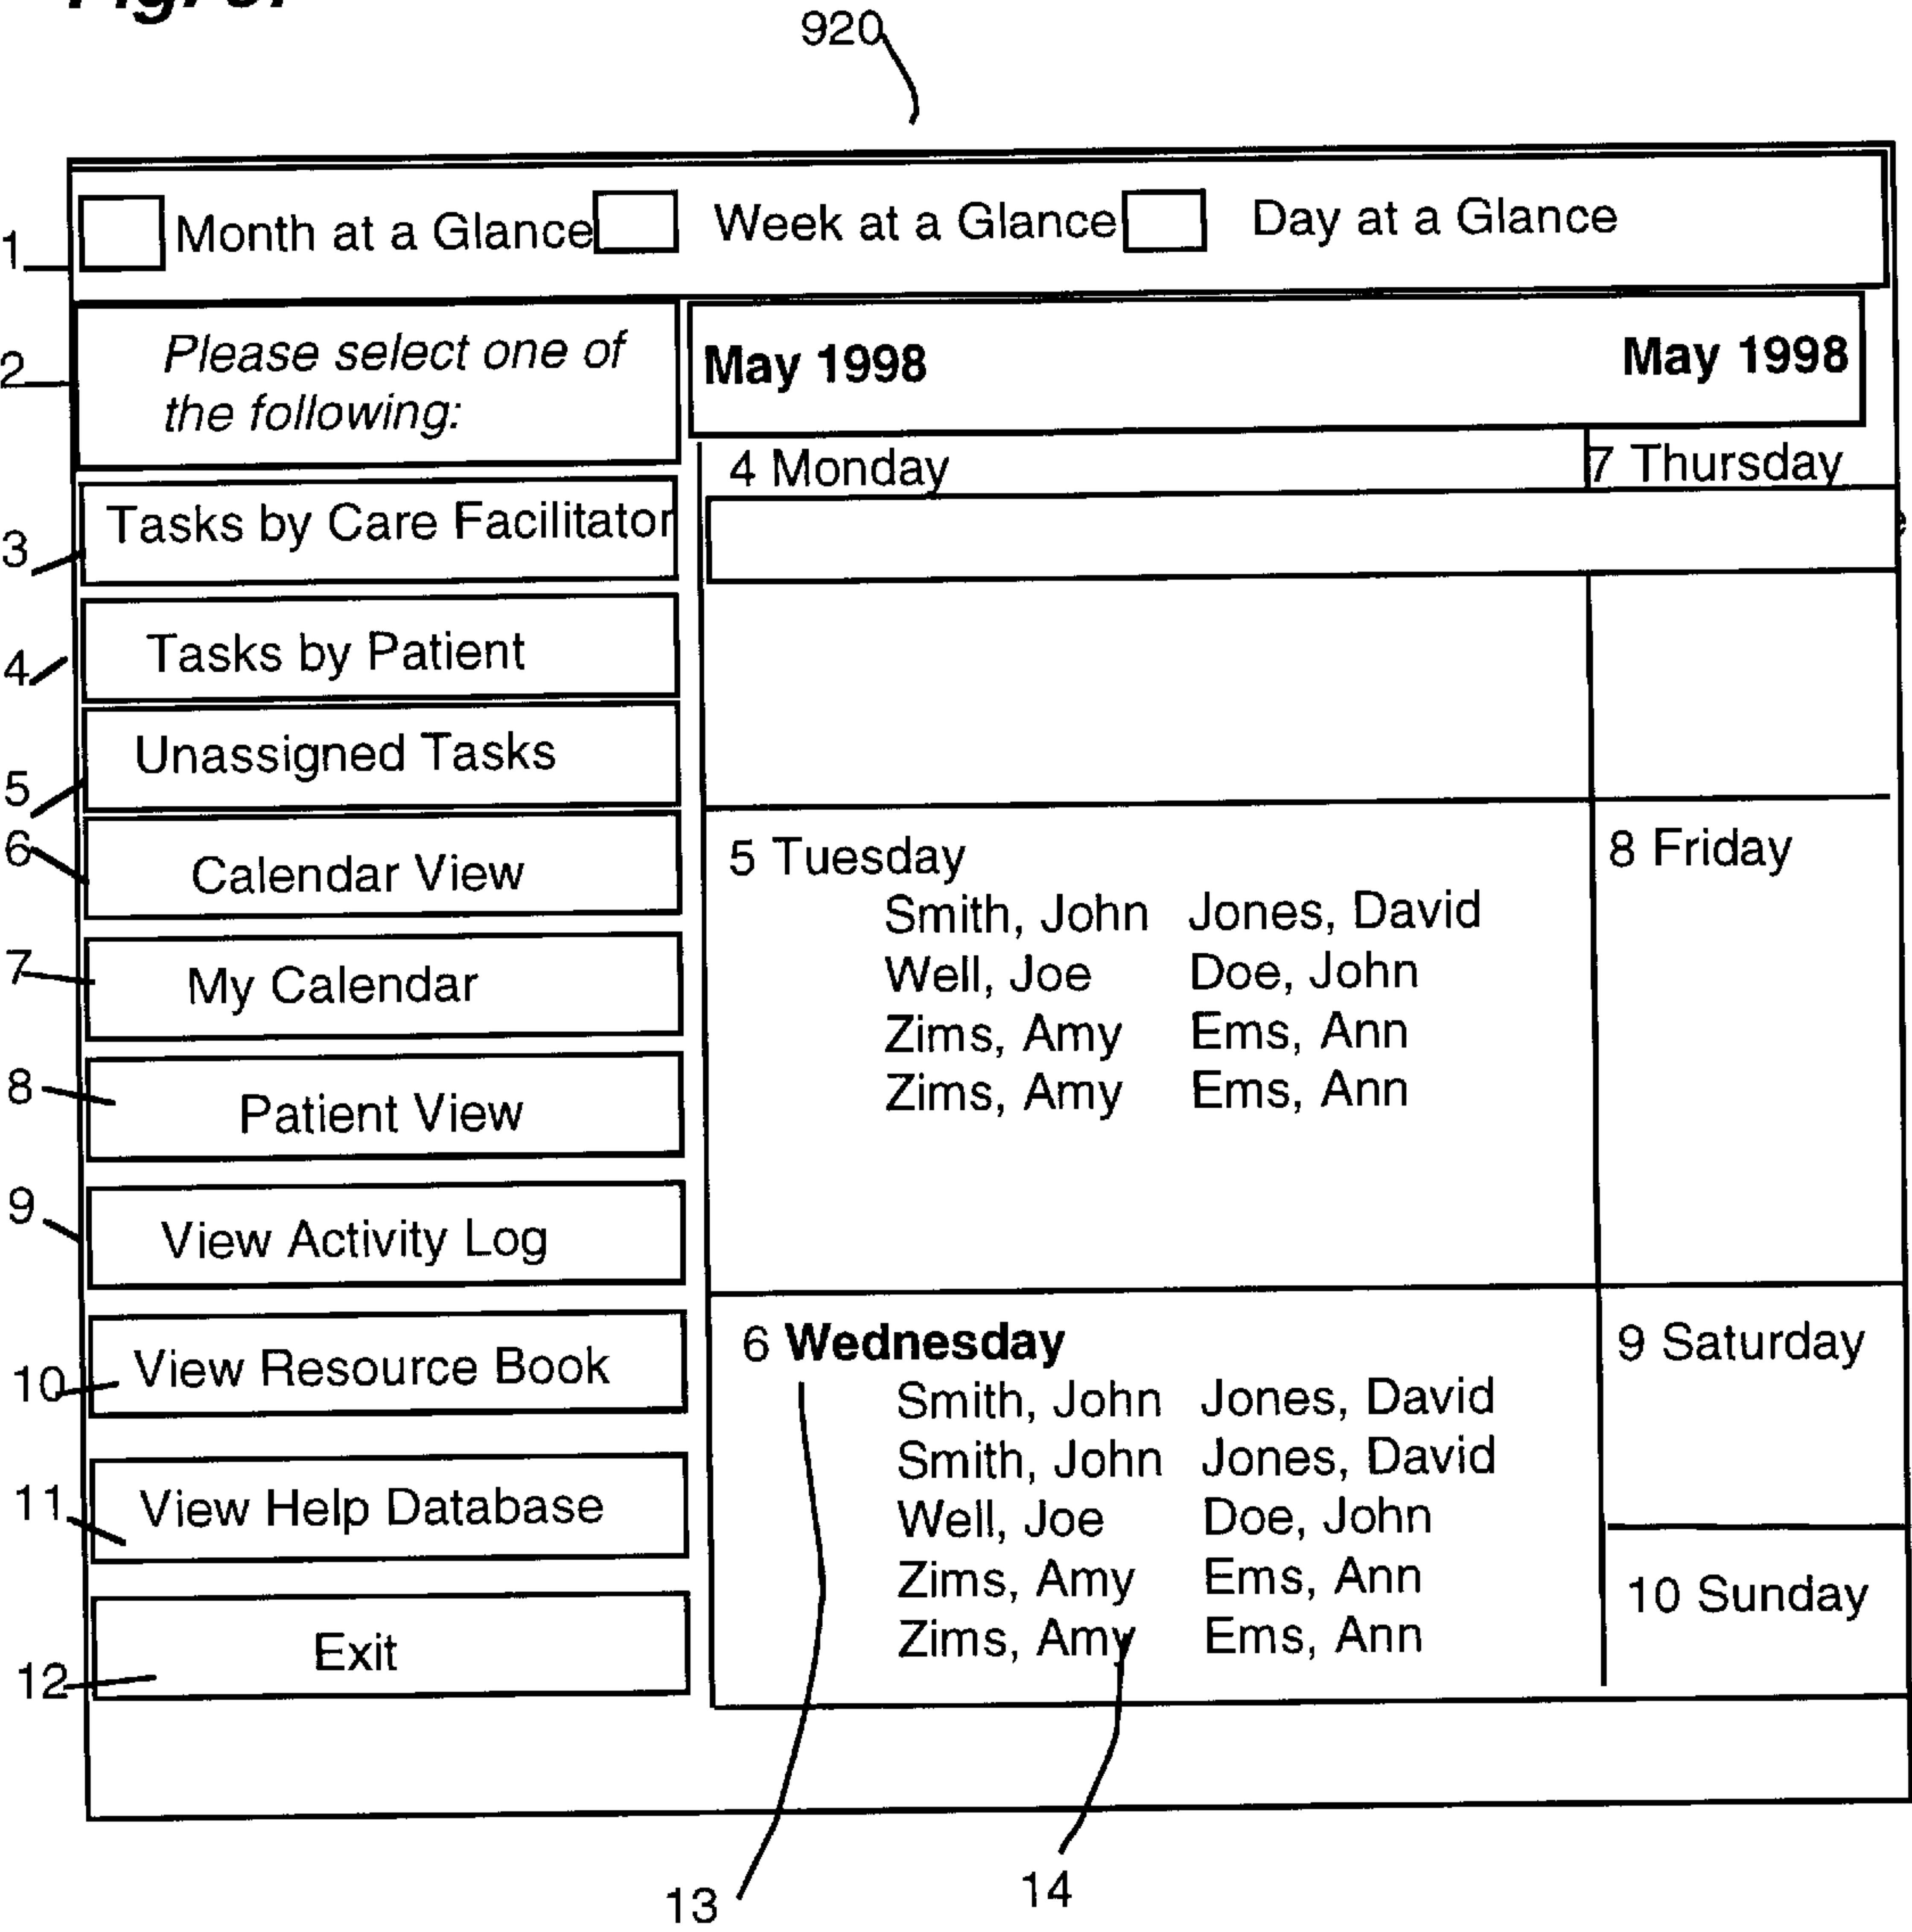 920
1
Month at a Glance Week at a Glance Day at a Glance
2
Please select one of
the following:
May 1998 May 1998
4 Monday 7 Thursday
3
Tasks by Care Facilitator
4
Tasks by Patient
5
Unassigned Tasks
6
Calendar View
7
My Calendar
8
Patient View
9
View Activity Log
10
View Resource Book
11
View Help Database
12
Exit
5 Tuesday
Smith, John Jones, David
Well, Joe Doe, John
Zims, Amy Ems, Ann
Zims, Amy Ems, Ann
8 Friday
6 Wednesday
Smith, John Jones, David
Smith, John Jones, David
Well, Joe Doe, John
Zims, Amy Ems, Ann
Zims, Amy Ems, Ann
9 Saturday
10 Sunday
13
14